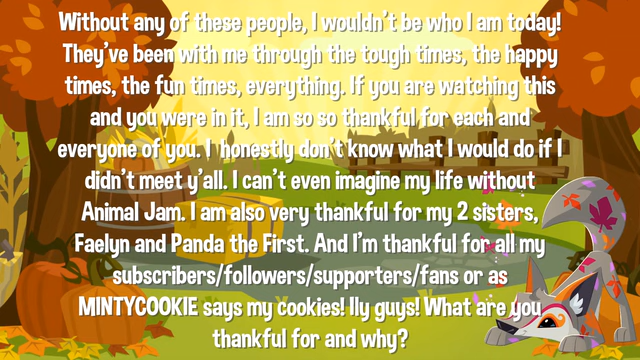 Without any of these people, I wouldn't be who I am today!
They've been with me through the tough times, the happy
times, the fun times, everything. If you are watching this
and you were in it, I am so so thankful for each and
everyone of you. I honestly don't know what I would do if I
didn't meet y'all. I can't even imagine my life without
Animal Jam. I am also very thankful for my 2 sisters,
Faelyn and Panda the First. And I'm thankful for all my
subscribers/followers/supporters/fans or as
MINTYCOOKIE says my cookies! Ily guys! What are you
thankful for and why?